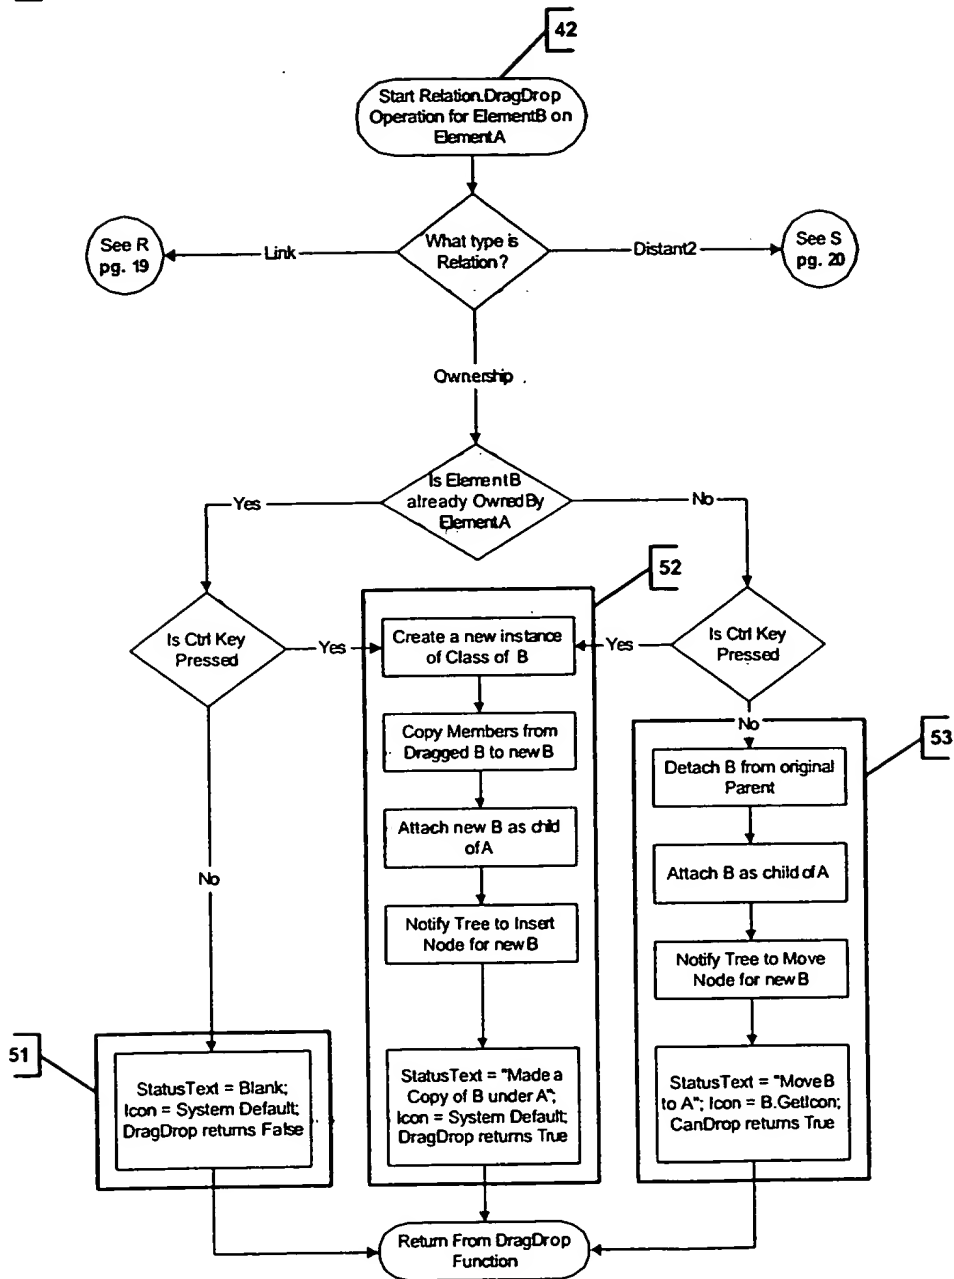 42
Start Relation.DragDrop
Operation for ElementB on
ElementA
See R
pg. 19
Link
What type is
Relation?
Distant2
See S
pg. 20
Ownership
Is ElementB
already OwnedBy
ElementA
Yes
No
52
Is Ctrl Key
Pressed
Yes
Create a new instance
of Class of B
Yes
Is Ctrl Key
Pressed
No
53
Copy Members from
Dragged B to new B
Detach B from original
Parent
Attach new B as child
of A
Attach B as child of A
No
Notify Tree to Insert
Node for new B
Notify Tree to Move
Node for new B
51
StatusText = Blank;
Icon = System Default;
DragDrop returns False
StatusText = "Made a
Copy of B under A";
Icon = System Default;
DragDrop returns True
StatusText = "Move B
to A"; Icon = B.GetIcon;
CanDrop returns True
Return From DragDrop
Function